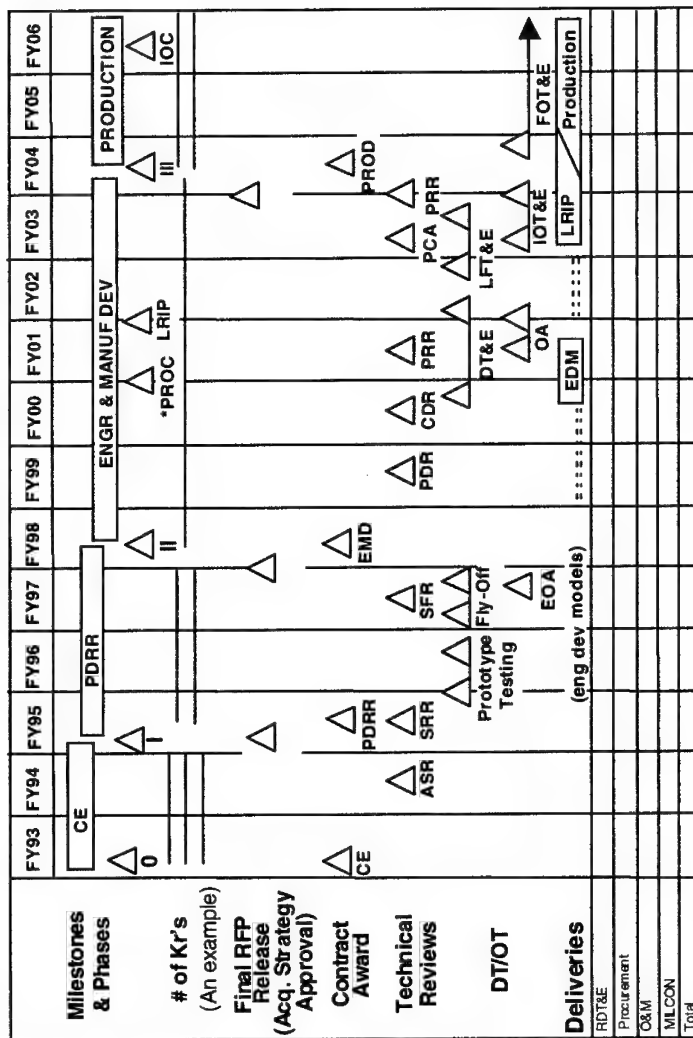 FY93 FY94 FY95 FY96 FY97 FY98 FY99 FY00 FY01 FY02 FY03 FY04 FY05 FY06
Milestones
& Phases
CE
PDRR
ENGR & MANUF DEV
PRODUCTION
0
I
II
*PROC
LRIP
III
IOC
# of Kr's
(An example)
Final RFP
Release
(Acq. Strategy
Approval)
Contract
Award
CE
PDRR
EMD
PROD
Technical
Reviews
ASR
SRR
SFR
PDR
CDR
PRR
PCA
PRR
DT/OT
Prototype
Testing
Fly-Off
DT&E
LFT&E
EOA
OA
IOT&E
FOT&E
Deliveries
(eng dev models)
EDM
LRIP
Production
RDT&E
Procurement
O&M
MILCON
Total